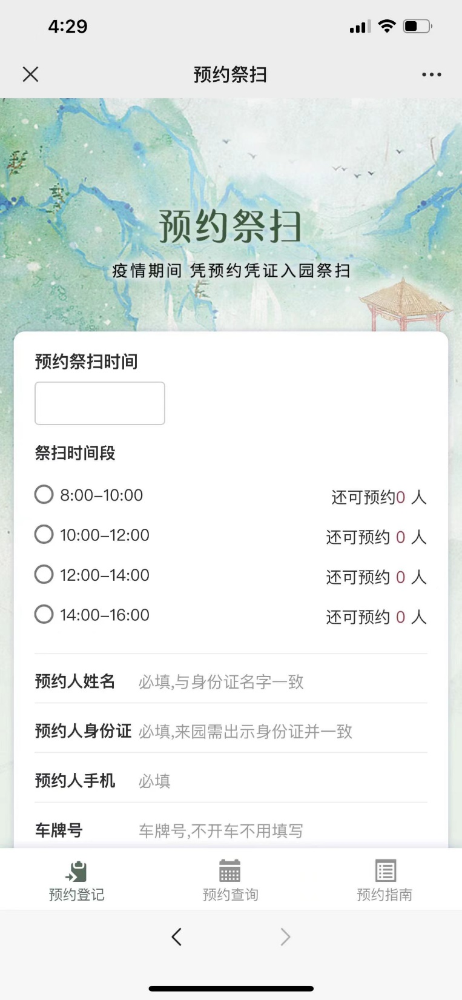 4:29
预约祭扫
预约祭扫
疫情期间 凭预约凭证入园祭扫
预约祭扫时间
祭扫时间段
8:00–10:00 还可预约0 人
10:00–12:00 还可预约 0 人
12:00–14:00 还可预约 0 人
14:00–16:00 还可预约 0 人
预约人姓名 必填,与身份证名字一致
预约人身份证 必填,来园需出示身份证并一致
预约人手机 必填
车牌号 车牌号,不开车不用填写
预约登记 预约查询 预约指南